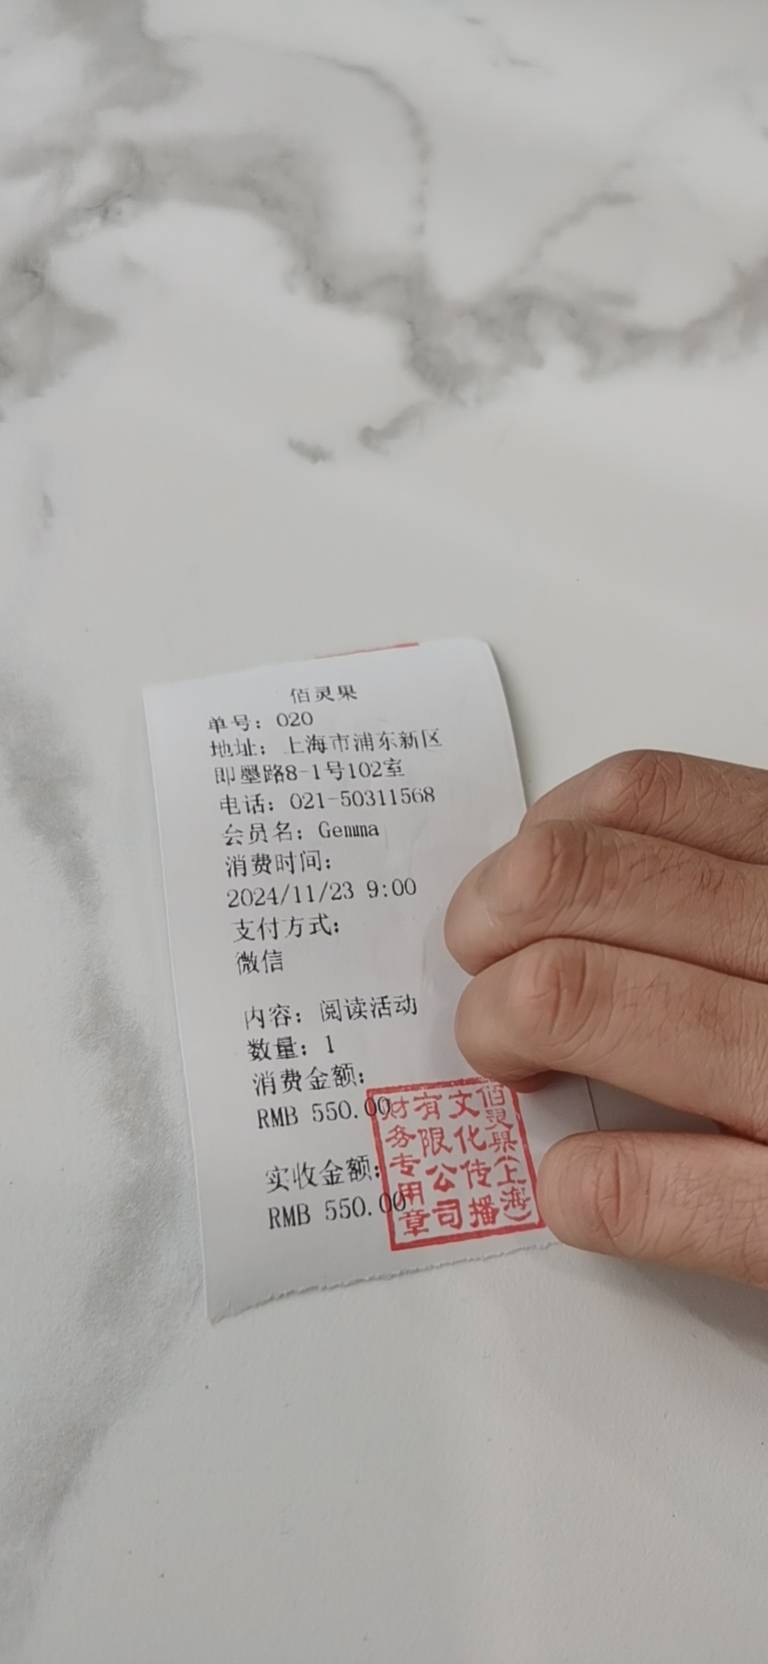 佰灵果
单号：020
地址：上海市浦东新区
即墨路8-1号102室
电话：021-50311568
会员名：Gemma
消费时间：
2024/11/23 9:00
支付方式：
微信
内容：阅读活动
数量：1
消费金额：
RMB 550.00
实收金额：
RMB 550.00
佰灵果(上海)
文化传播
有限公司
财务专用章